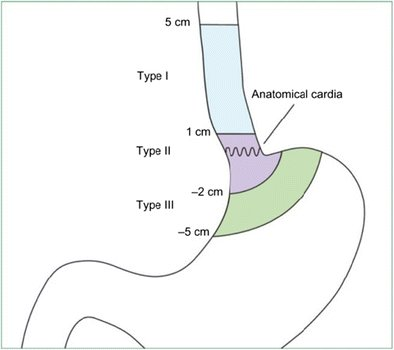 5 cm
Type I
Anatomical cardia
1 cm
Type II
–2 cm
Type III
–5 cm